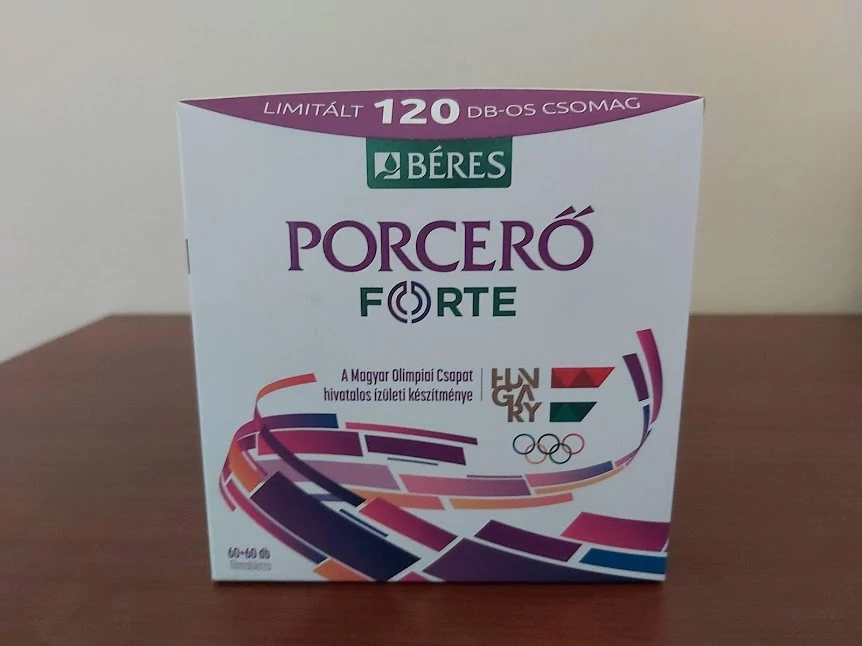 LIMITÁLT 120 DB-OS CSOMAG
BÉRES
PORCERŐ
FORTE
A Magyar Olimpiai Csapat
hivatalos ízületi készítménye
HUN
GA
RY
60+60 db
filmtabletta